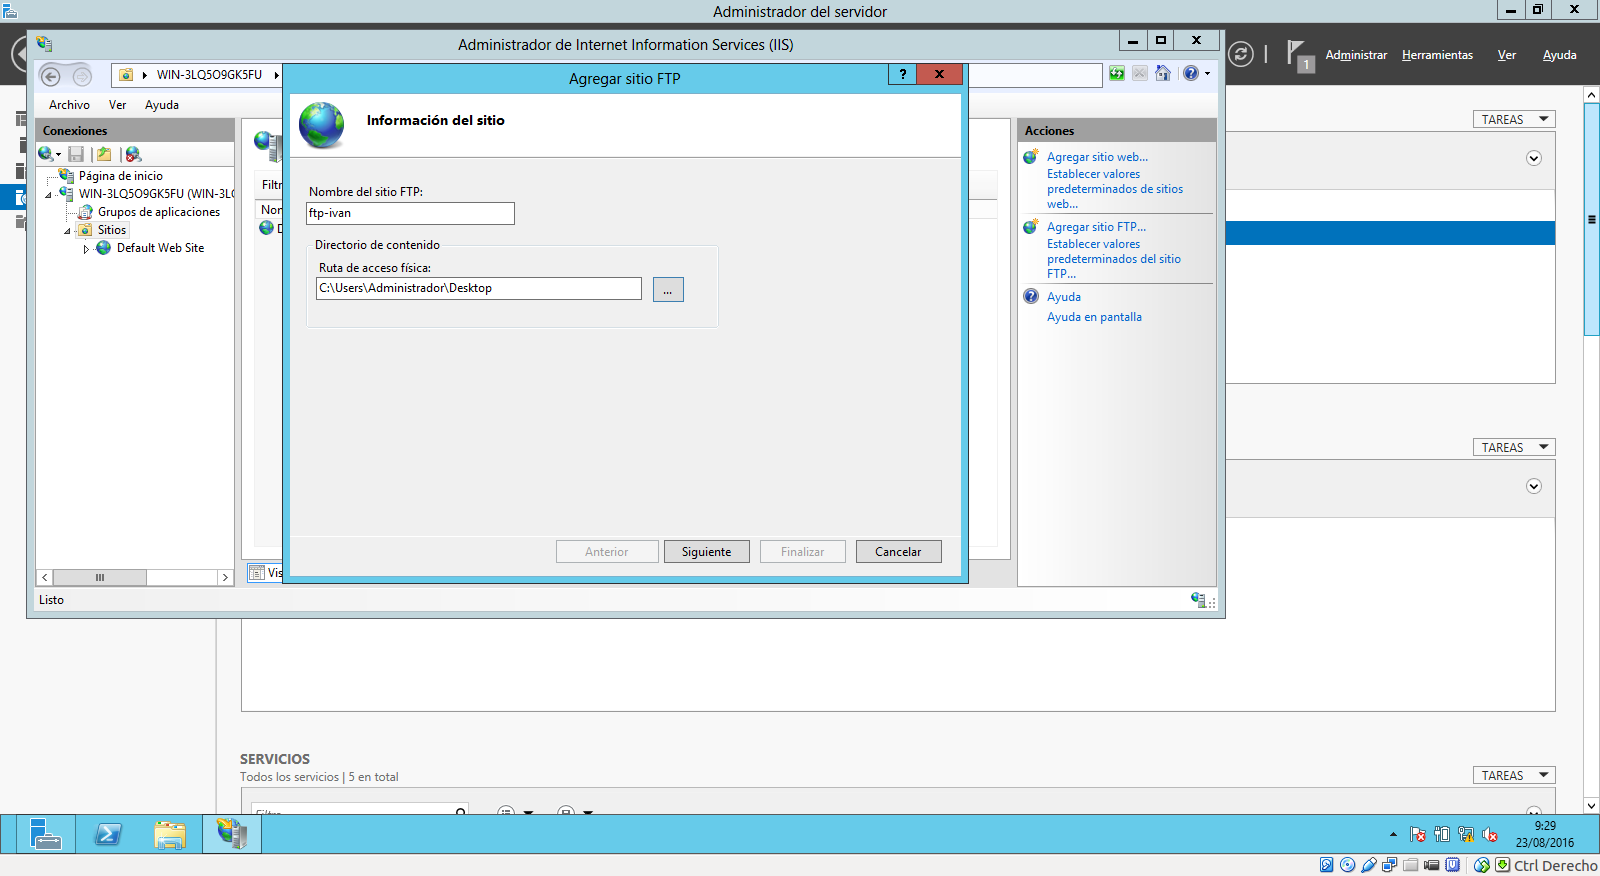 Administrador del servidor
Administrador de Internet Information Services (IIS)
1
Administrar
Herramientas
Ver
Ayuda
WIN-3LQ5O9GK5FU
Archivo
Ver
Ayuda
Conexiones
Página de inicio
WIN-3LQ5O9GK5FU (WIN-3L
Grupos de aplicaciones
Sitios
Default Web Site
Listo
Agregar sitio FTP
?
Información del sitio
Nombre del sitio FTP:
ftp-ivan
Directorio de contenido
Ruta de acceso física:
C:\Users\Administrador\Desktop
...
Anterior
Siguiente
Finalizar
Cancelar
Acciones
Agregar sitio web...
Establecer valores
predeterminados de sitios
web...
Agregar sitio FTP...
Establecer valores
predeterminados del sitio
FTP...
Ayuda
Ayuda en pantalla
TAREAS
TAREAS
SERVICIOS
Todos los servicios | 5 en total
TAREAS
Filtro
9:29
23/08/2016
Ctrl Derecho